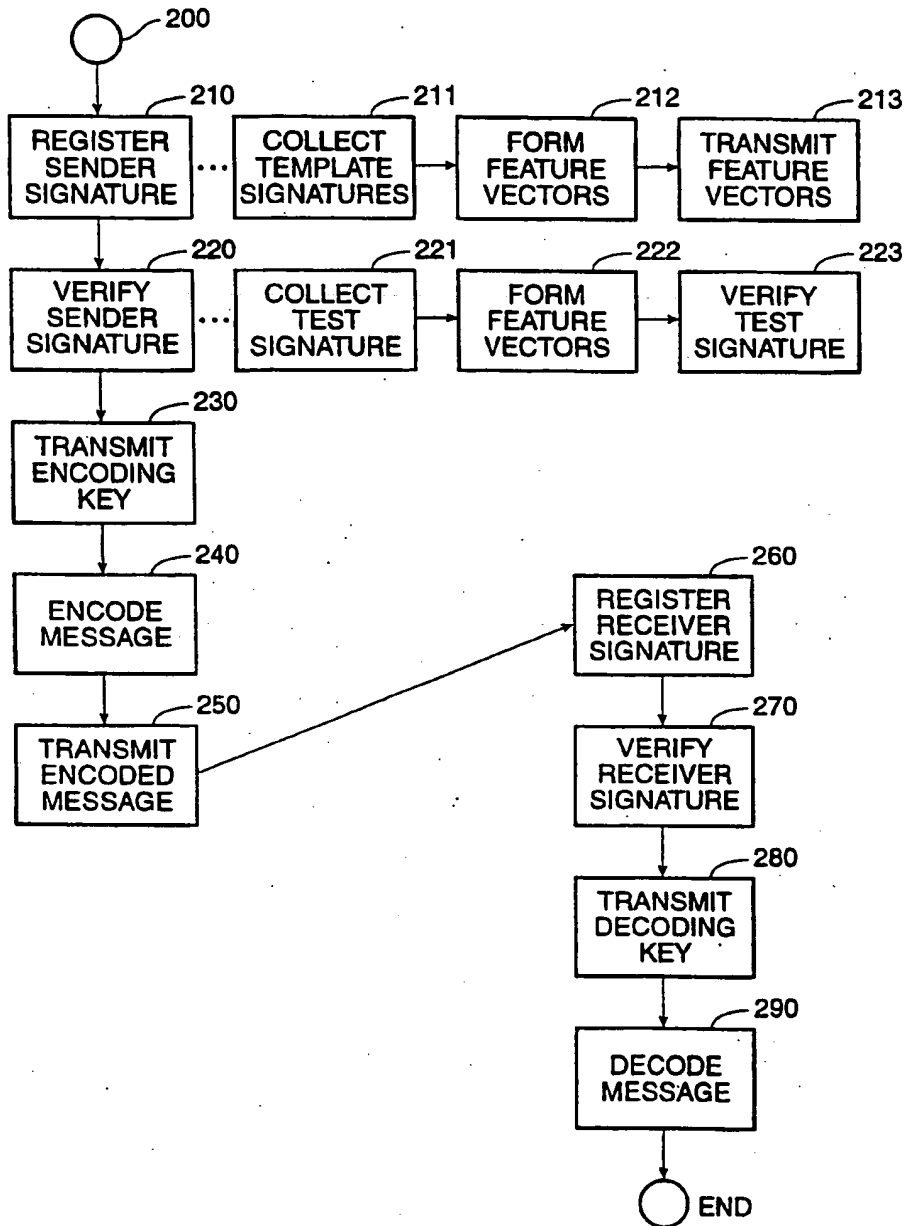 200
210
REGISTER
SENDER
SIGNATURE
...
211
COLLECT
TEMPLATE
SIGNATURES
212
FORM
FEATURE
VECTORS
213
TRANSMIT
FEATURE
VECTORS
220
VERIFY
SENDER
SIGNATURE
...
221
COLLECT
TEST
SIGNATURE
222
FORM
FEATURE
VECTORS
223
VERIFY
TEST
SIGNATURE
230
TRANSMIT
ENCODING
KEY
240
ENCODE
MESSAGE
250
TRANSMIT
ENCODED
MESSAGE
260
REGISTER
RECEIVER
SIGNATURE
270
VERIFY
RECEIVER
SIGNATURE
280
TRANSMIT
DECODING
KEY
290
DECODE
MESSAGE
END